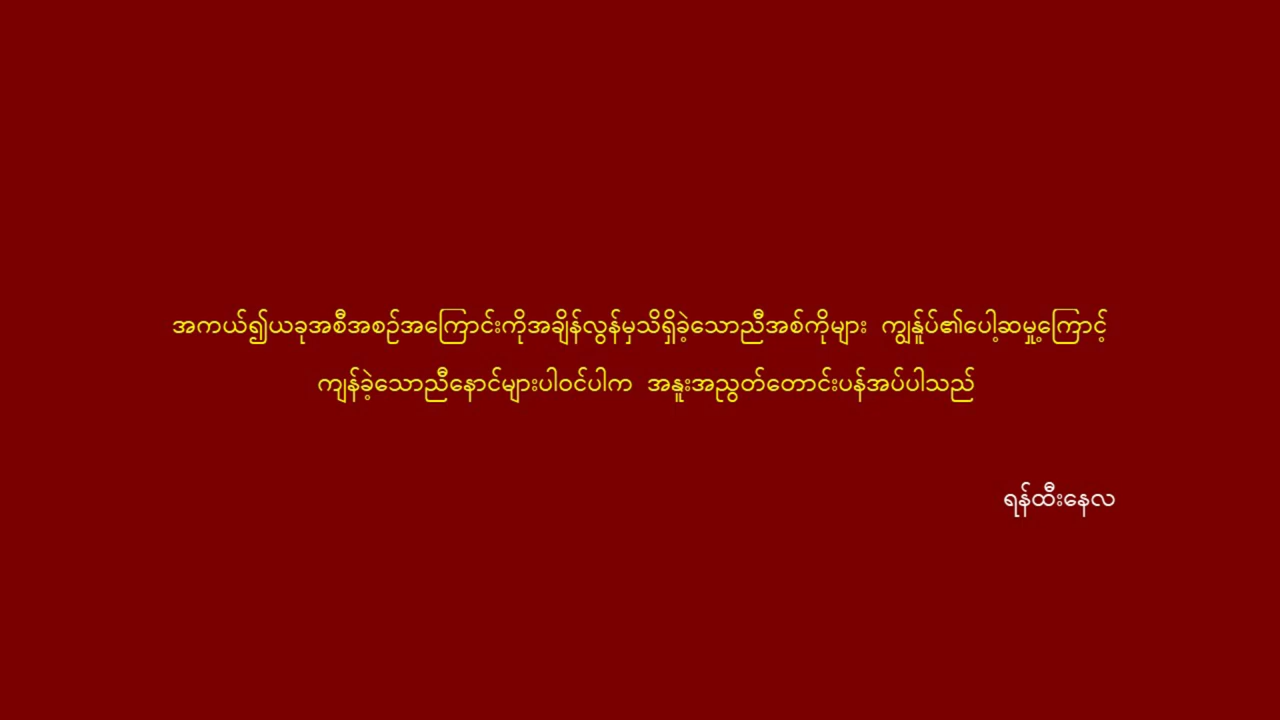 အကယ်၍ယခုအစီအစဉ်အကြောင်းကိုအချိန်လွန်မှသိရှိခဲ့သောညီအစ်ကိုများ ကျွန်ုပ်၏ပေါ့ဆမှု့ကြောင့်
ကျန်ခဲ့သောညီနောင်များပါဝင်ပါက အနူးအညွတ်တောင်းပန်အပ်ပါသည်
ရန်ထီးနေလ